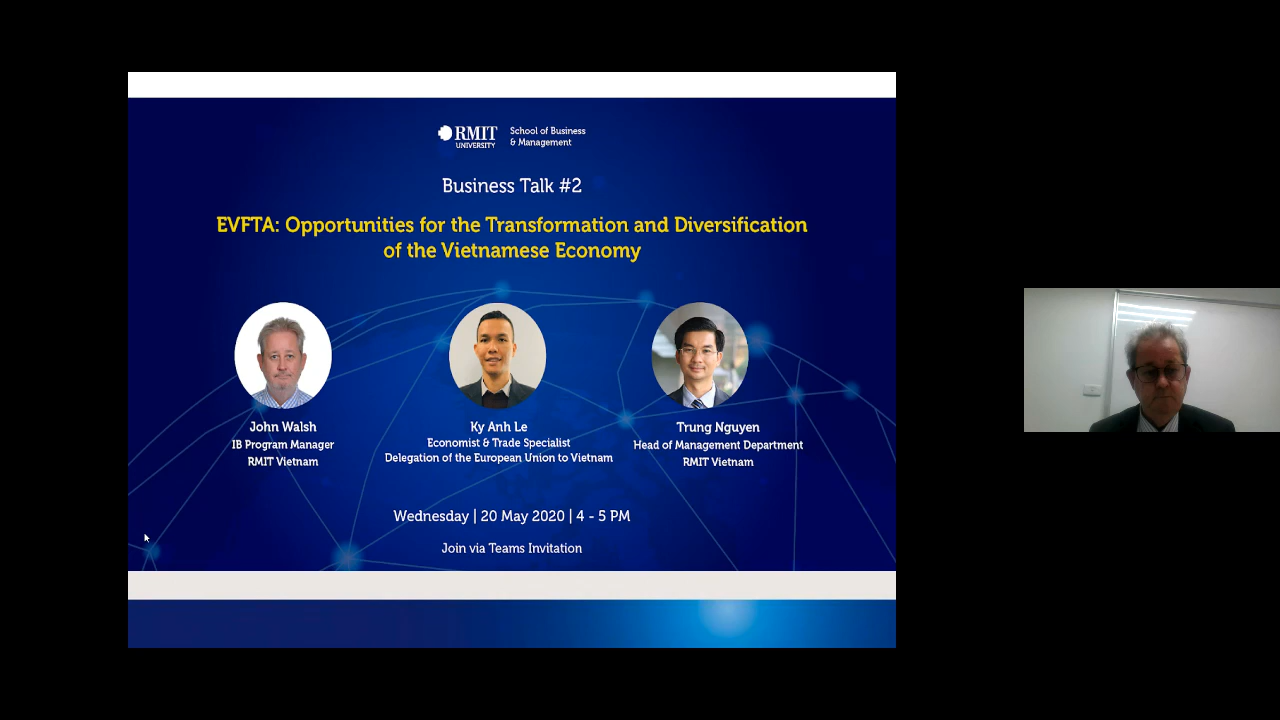 RMIT
UNIVERSITY
School of Business
& Management
Business Talk #2
EVFTA: Opportunities for the Transformation and Diversification
of the Vietnamese Economy
John Walsh
IB Program Manager
RMIT Vietnam
Ky Anh Le
Economist & Trade Specialist
Delegation of the European Union to Vietnam
Trung Nguyen
Head of Management Department
RMIT Vietnam
Wednesday | 20 May 2020 | 4 - 5 PM
Join via Teams Invitation